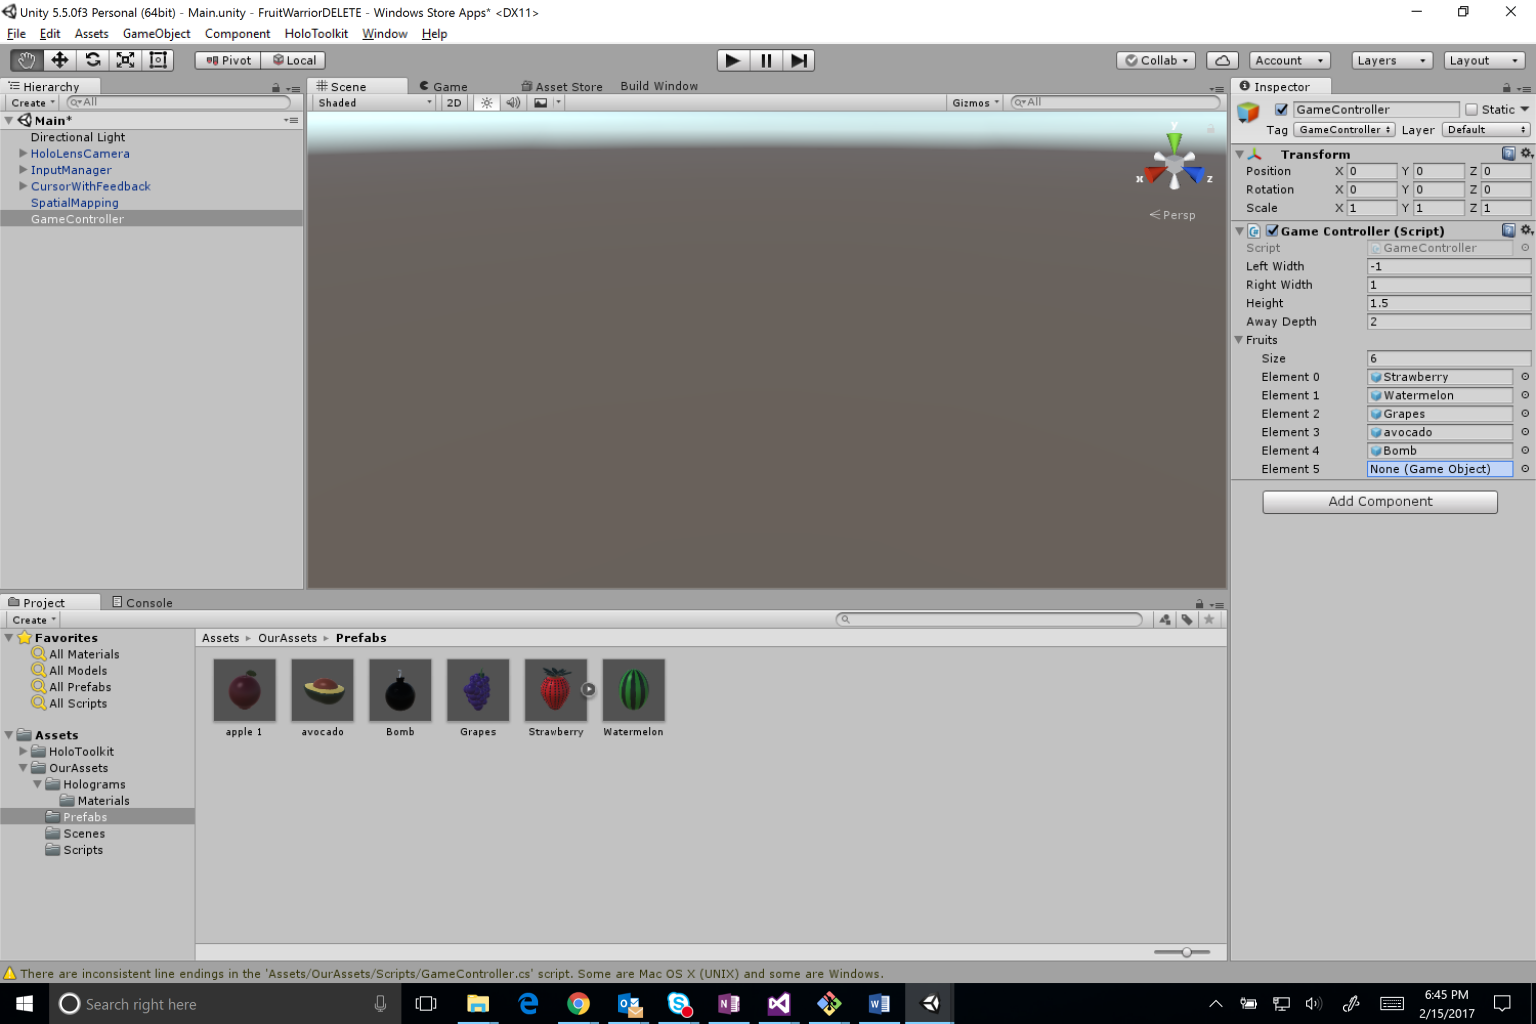 Unity 5.5.0f3 Personal (64bit) - Main.unity - FruitWarriorDELETE - Windows Store Apps* <DX11>
File Edit Assets GameObject Component HoloToolkit Window Help
Pivot Local Collab Account Layers Layout
Hierarchy
Create All
Main*
Directional Light
HoloLensCamera
InputManager
CursorWithFeedback
SpatialMapping
GameController
Scene Game Asset Store Build Window
Shaded 2D Gizmos All
y
x z
Persp
Inspector
GameController Static
Tag GameController Layer Default
Transform
Position X 0 Y 0 Z 0
Rotation X 0 Y 0 Z 0
Scale X 1 Y 1 Z 1
Game Controller (Script)
Script GameController
Left Width -1
Right Width 1
Height 1.5
Away Depth 2
Fruits
Size 6
Element 0 Strawberry
Element 1 Watermelon
Element 2 Grapes
Element 3 avocado
Element 4 Bomb
Element 5 None (Game Object)
Add Component
Project Console
Create
Favorites
All Materials
All Models
All Prefabs
All Scripts
Assets
HoloToolkit
OurAssets
Holograms
Materials
Prefabs
Scenes
Scripts
Assets OurAssets Prefabs
apple 1 avocado Bomb Grapes Strawberry Watermelon
There are inconsistent line endings in the 'Assets/OurAssets/Scripts/GameController.cs' script. Some are Mac OS X (UNIX) and some are Windows.
Search right here
6:45 PM
2/15/2017